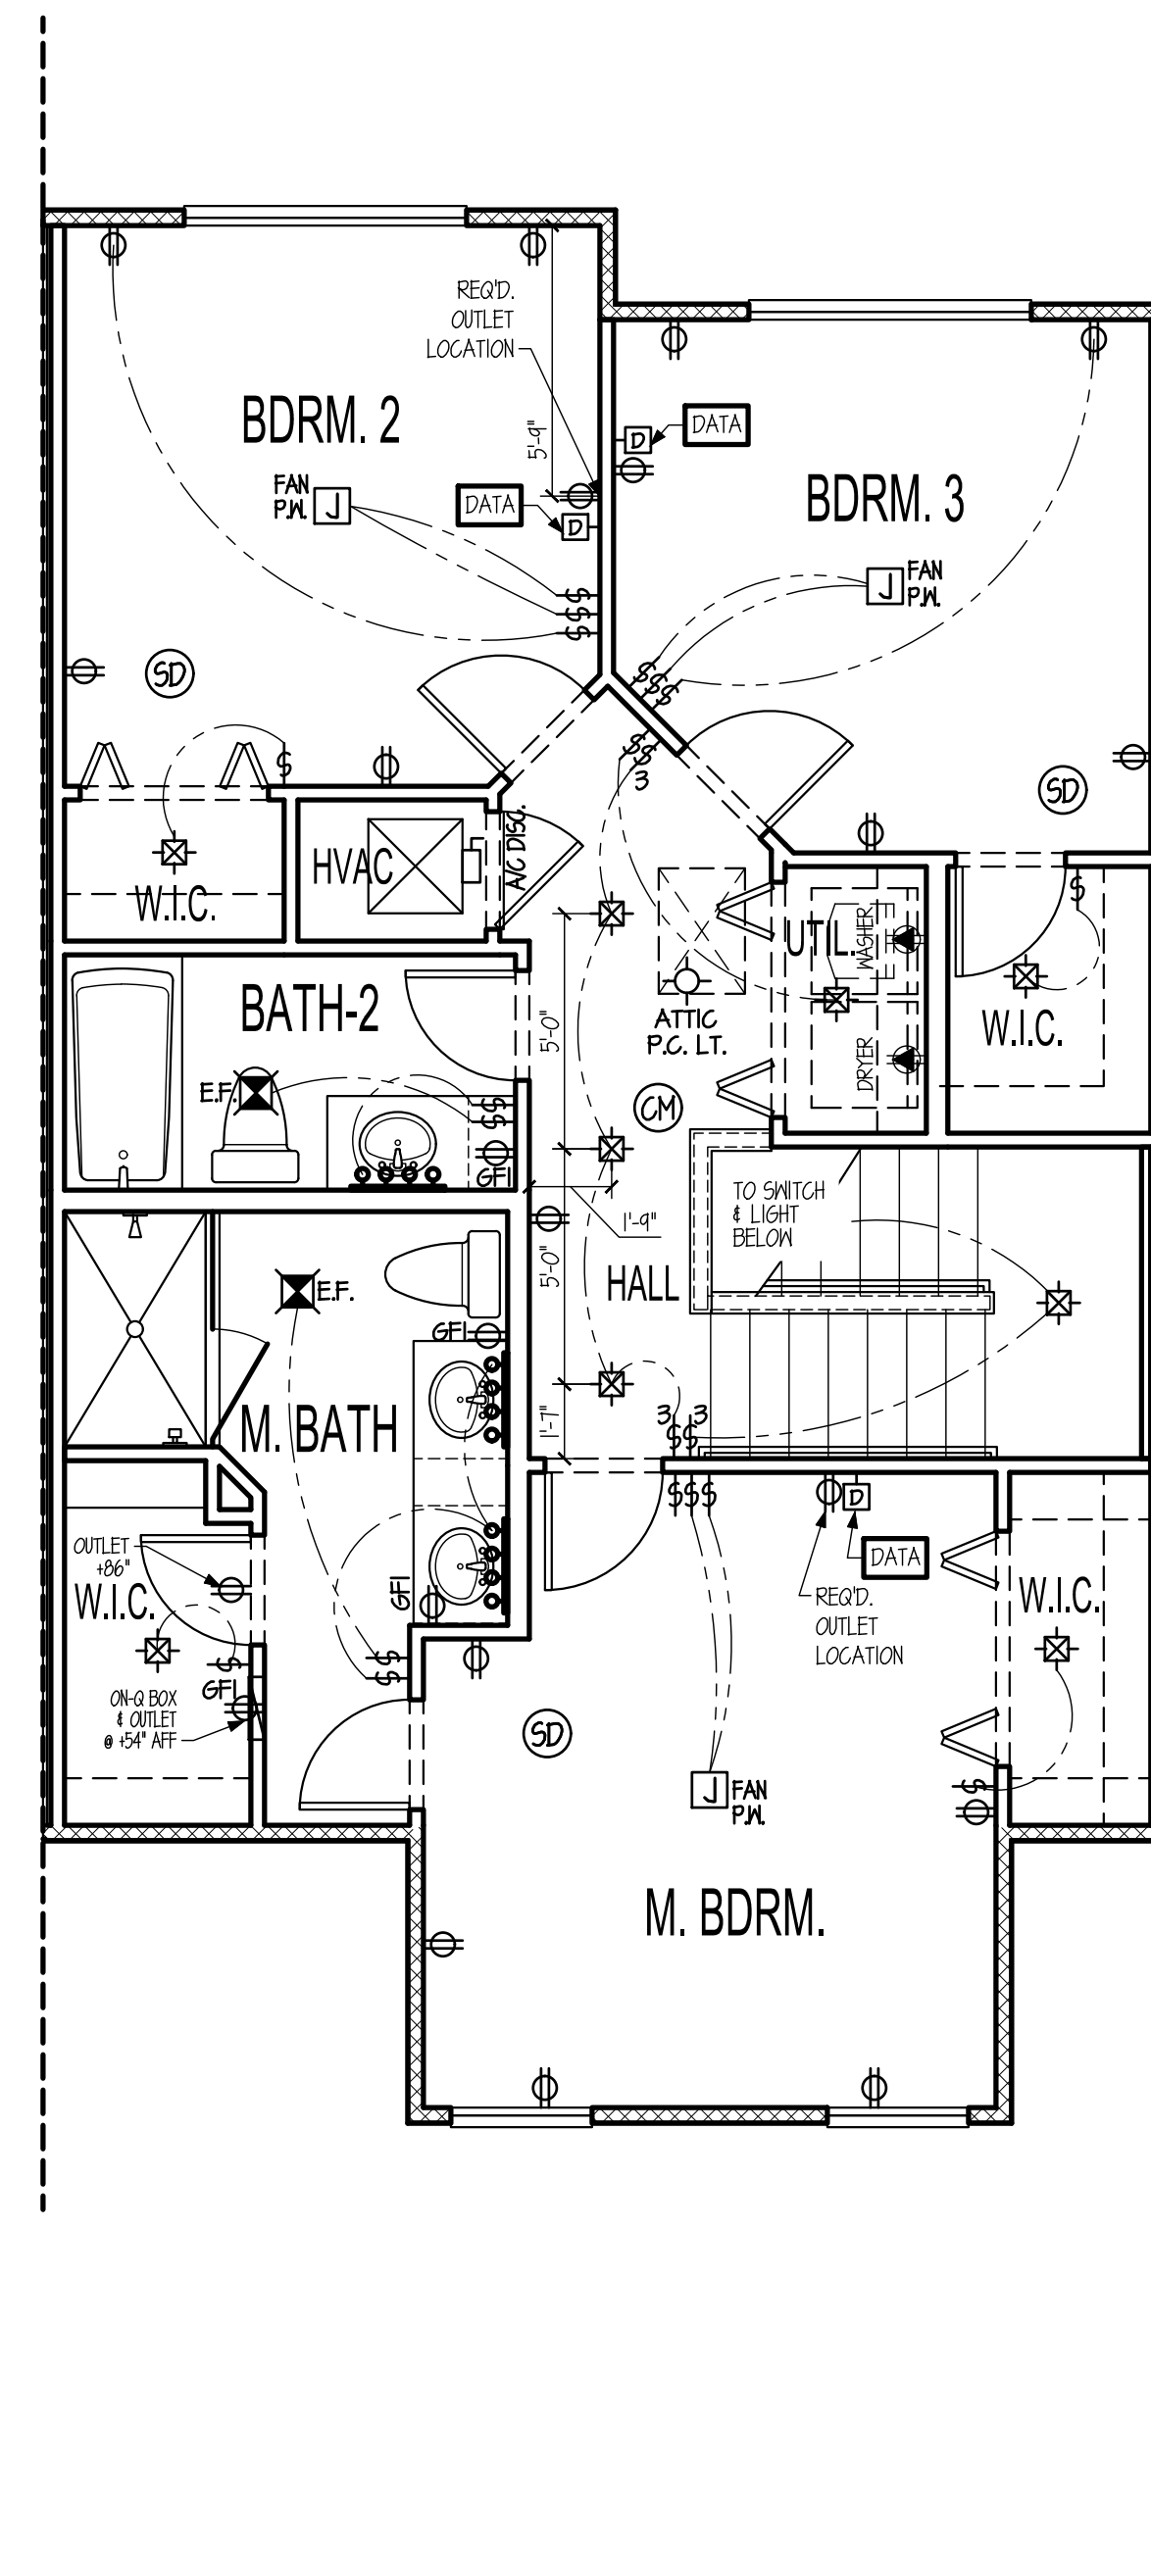 REQ'D.
OUTLET
LOCATION
BDRM. 2
5'-9"
DATA
D
FAN
P.W.
J
DATA
D
BDRM. 3
J
FAN
P.W.
$
$
$
SD
$
$
$
$
$
3
$
SD
HVAC
A/C DISC.
W.I.C.
$
UTIL.
WASHER
BATH-2
5'-0"
ATTIC
P.C. LT.
W.I.C.
DRYER
E.F.
CM
$
$
GFI
TO SWITCH
& LIGHT
BELOW
1'-9"
5'-0"
HALL
E.F.
GFI
M. BATH
1'-7"
3
3
$$
$$$
D
DATA
OUTLET
+86"
W.I.C.
GFI
REQ'D.
OUTLET
LOCATION
W.I.C.
$
$
$
GFI
ON-Q BOX
& OUTLET
@ +54" AFF
SD
J
FAN
P.W.
$
M. BDRM.